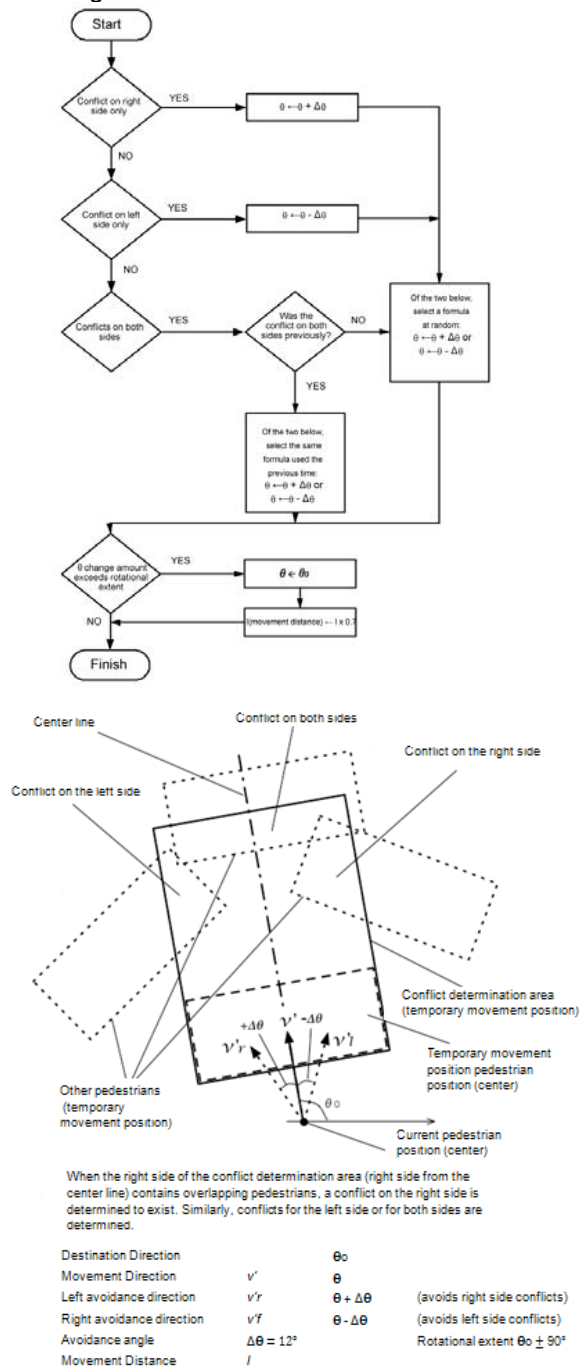 Start
Conflict on right
side only
YES
θ ← θ + Δθ
NO
Conflict on left
side only
YES
θ ← θ - Δθ
NO
Conflicts on both
sides
YES
Was the
conflict on both
sides previously?
NO
Of the two below,
select a formula
at random:
θ ← θ + Δθ or
θ ← θ - Δθ
YES
Of the two below,
select the same
formula used the
previous time:
θ ← θ + Δθ or
θ ← θ - Δθ
θ change amount
exceeds rotational
extent
YES
θ ← θo
NO
l(movement distance) ← l x 0.7
Finish
Center line
Conflict on both sides
Conflict on the right side
Conflict on the left side
Conflict determination area
(temporary movement position)
+Δθ
v'
-Δθ
v'r
v'l
Temporary movement
position pedestrian
position (center)
Other pedestrians
(temporary
movement position)
θo
Current pedestrian
position (center)
When the right side of the conflict determination area (right side from the
center line) contains overlapping pedestrians, a conflict on the right side is
determined to exist. Similarly, conflicts for the left side or for both sides are
determined.
Destination Direction θo
Movement Direction v' θ
Left avoidance direction v'r θ + Δθ (avoids right side conflicts)
Right avoidance direction v'f θ - Δθ (avoids left side conflicts)
Avoidance angle Δθ = 12° Rotational extent θo ± 90°
Movement Distance l